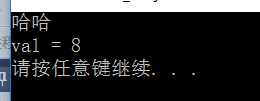 哈哈
val = 8
请按任意键继续. . .